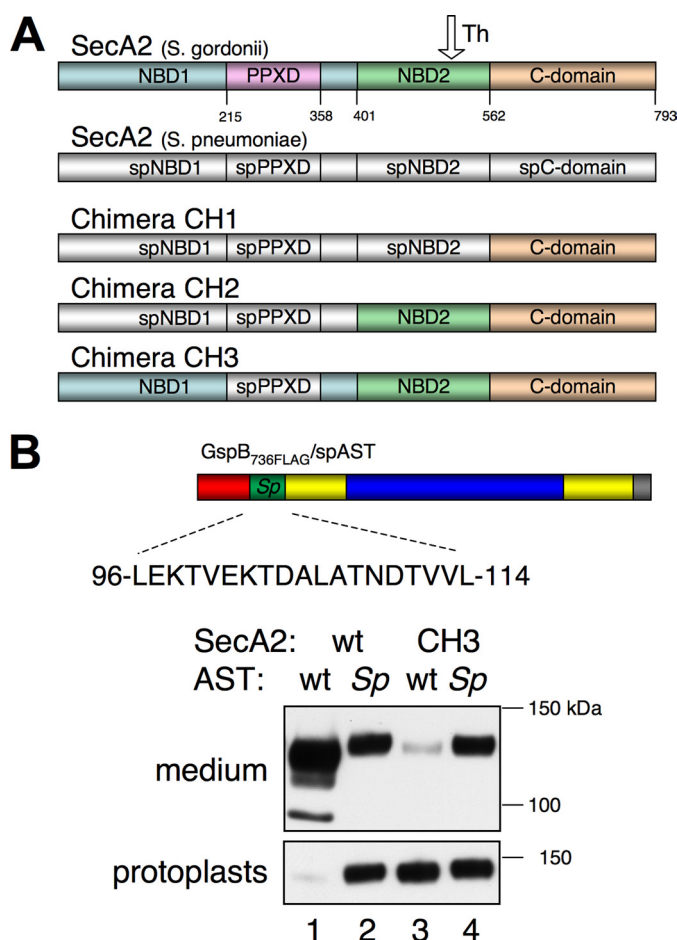 A
SecA2 (S. gordonii)
Th
NBD1 PPXD NBD2 C-domain
215 358 401 562 793
SecA2 (S. pneumoniae)
spNBD1 spPPXD spNBD2 spC-domain
Chimera CH1
spNBD1 spPPXD spNBD2 C-domain
Chimera CH2
spNBD1 spPPXD NBD2 C-domain
Chimera CH3
NBD1 spPPXD NBD2 C-domain
B
GspB736FLAG/spAST
Sp
96-LEKTVEKTDALATNDTVVL-114
SecA2: wt CH3
AST: wt Sp wt Sp
150 kDa
medium
100
protoplasts
150
1 2 3 4